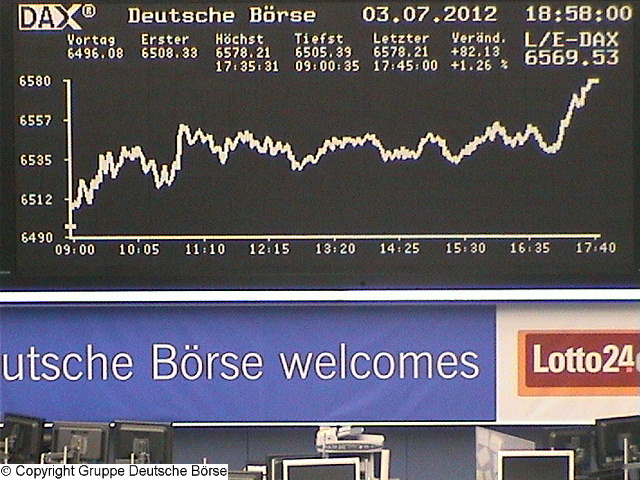 DAX® Deutsche Börse 03.07.2012 18:58:00
Vortag Erster Höchst Tiefst Letzter Veränd. L/E-DAX
6496.08 6508.33 6578.21 6505.39 6578.21 +82.13 6569.53
17:35:31 09:00:35 17:45:00 +1.26 %
6580
6557
6535
6512
6490
09:00 10:05 11:10 12:15 13:20 14:25 15:30 16:35 17:40
utsche Börse welcomes
Lotto24
© Copyright Gruppe Deutsche Börse